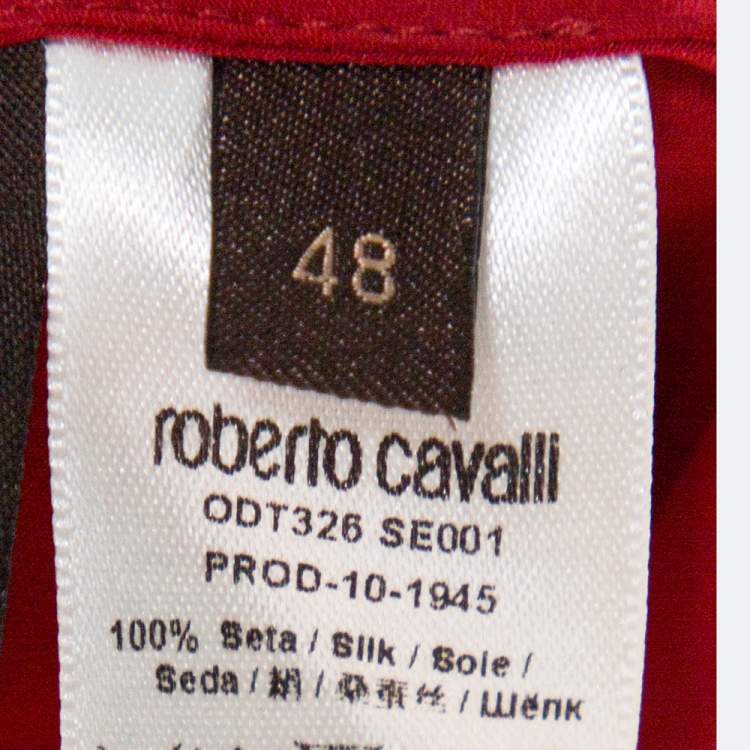 48
roberto cavalli
ODT326 SE001
PROD-10-1945
100% Seta / Silk / Soie /
Seda / 絹 / 桑蚕丝 / Шёлк